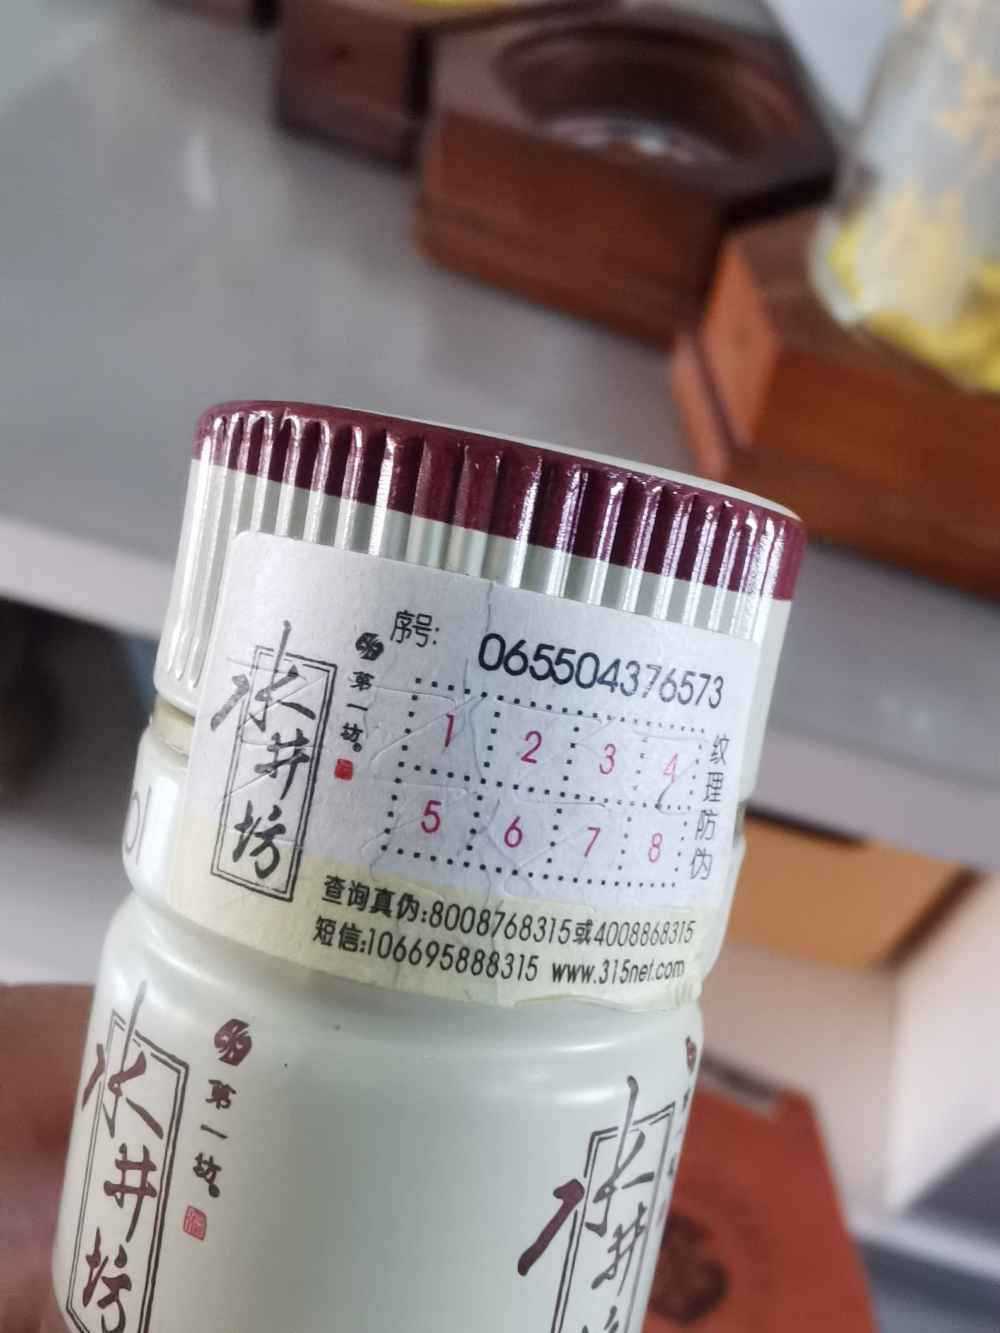 序号: 065504376573
水井坊
第一坊
1 2 3 4
5 6 7 8
纹理防伪
查询真伪:8008768315或4008868315
短信:106695888315 www.315net.com
水井坊
第一坊
水井坊